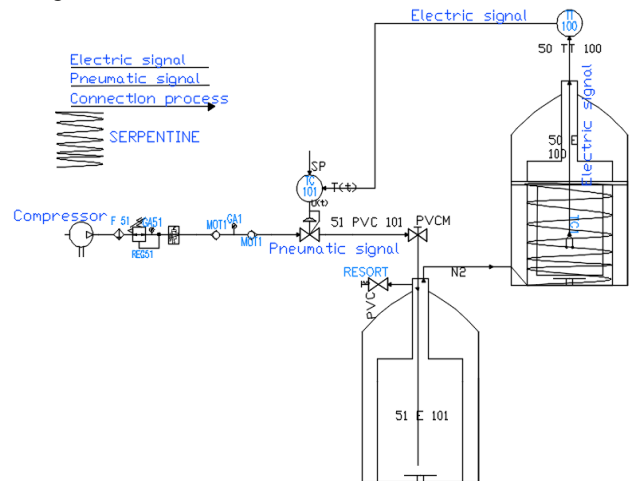 Electric signal
TT
100
50 TT 100
Electric signal
Pneumatic signal
Connection process
SERPENTINE
Electric signal
50 E
100
SP
TC
101
T(t)
U(t)
Compressor
F 51
GA51
REG51
MOT1
GA1
MOT1
51 PVC 101
PVCM
Pneumatic signal
RESORT
N2
PVC
51 E 101